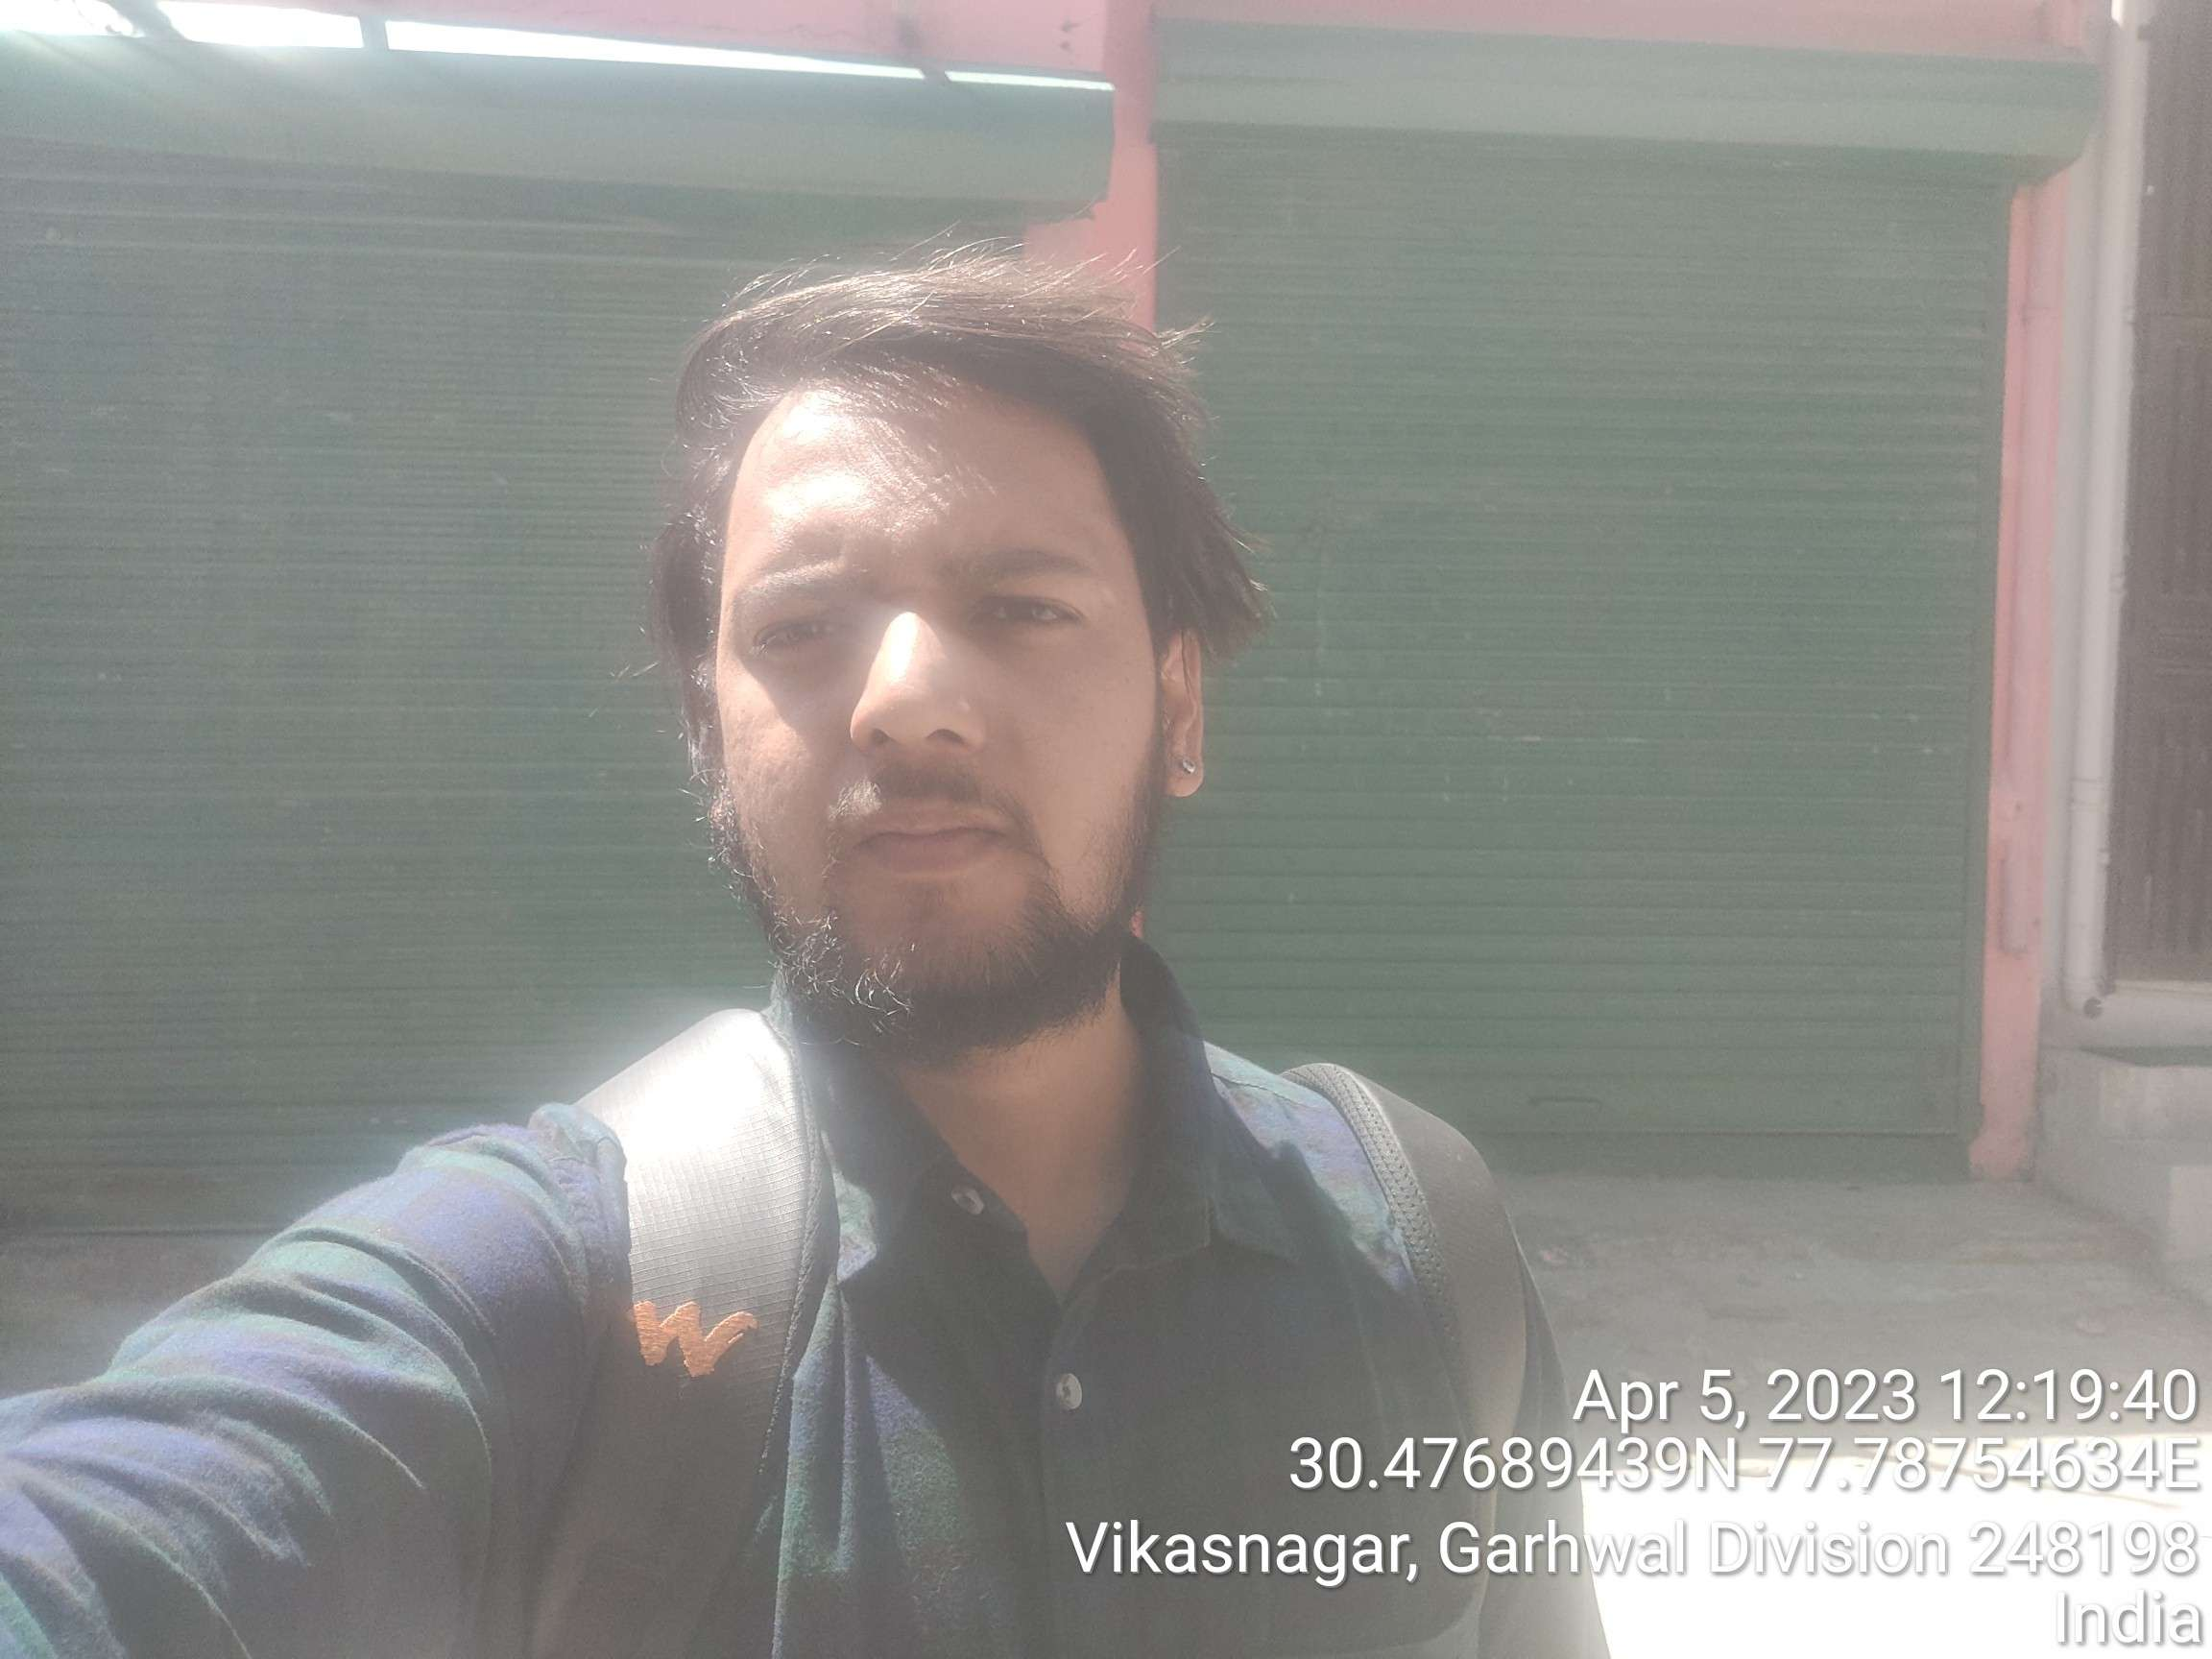 W
Apr 5, 2023 12:19:40
30.47689439N 77.78754634E
Vikasnagar, Garhwal Division 248198
India